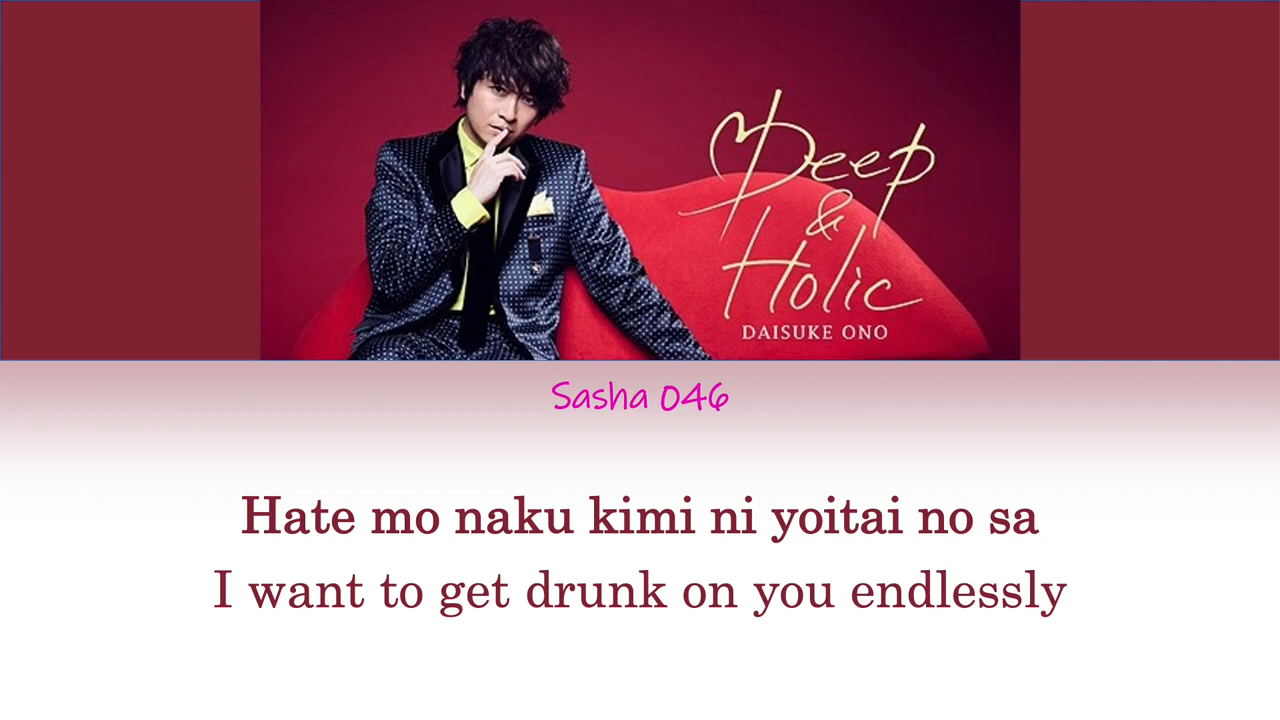 Deep
&
Holic
DAISUKE ONO
Sasha 046
Hate mo naku kimi ni yoitai no sa
I want to get drunk on you endlessly